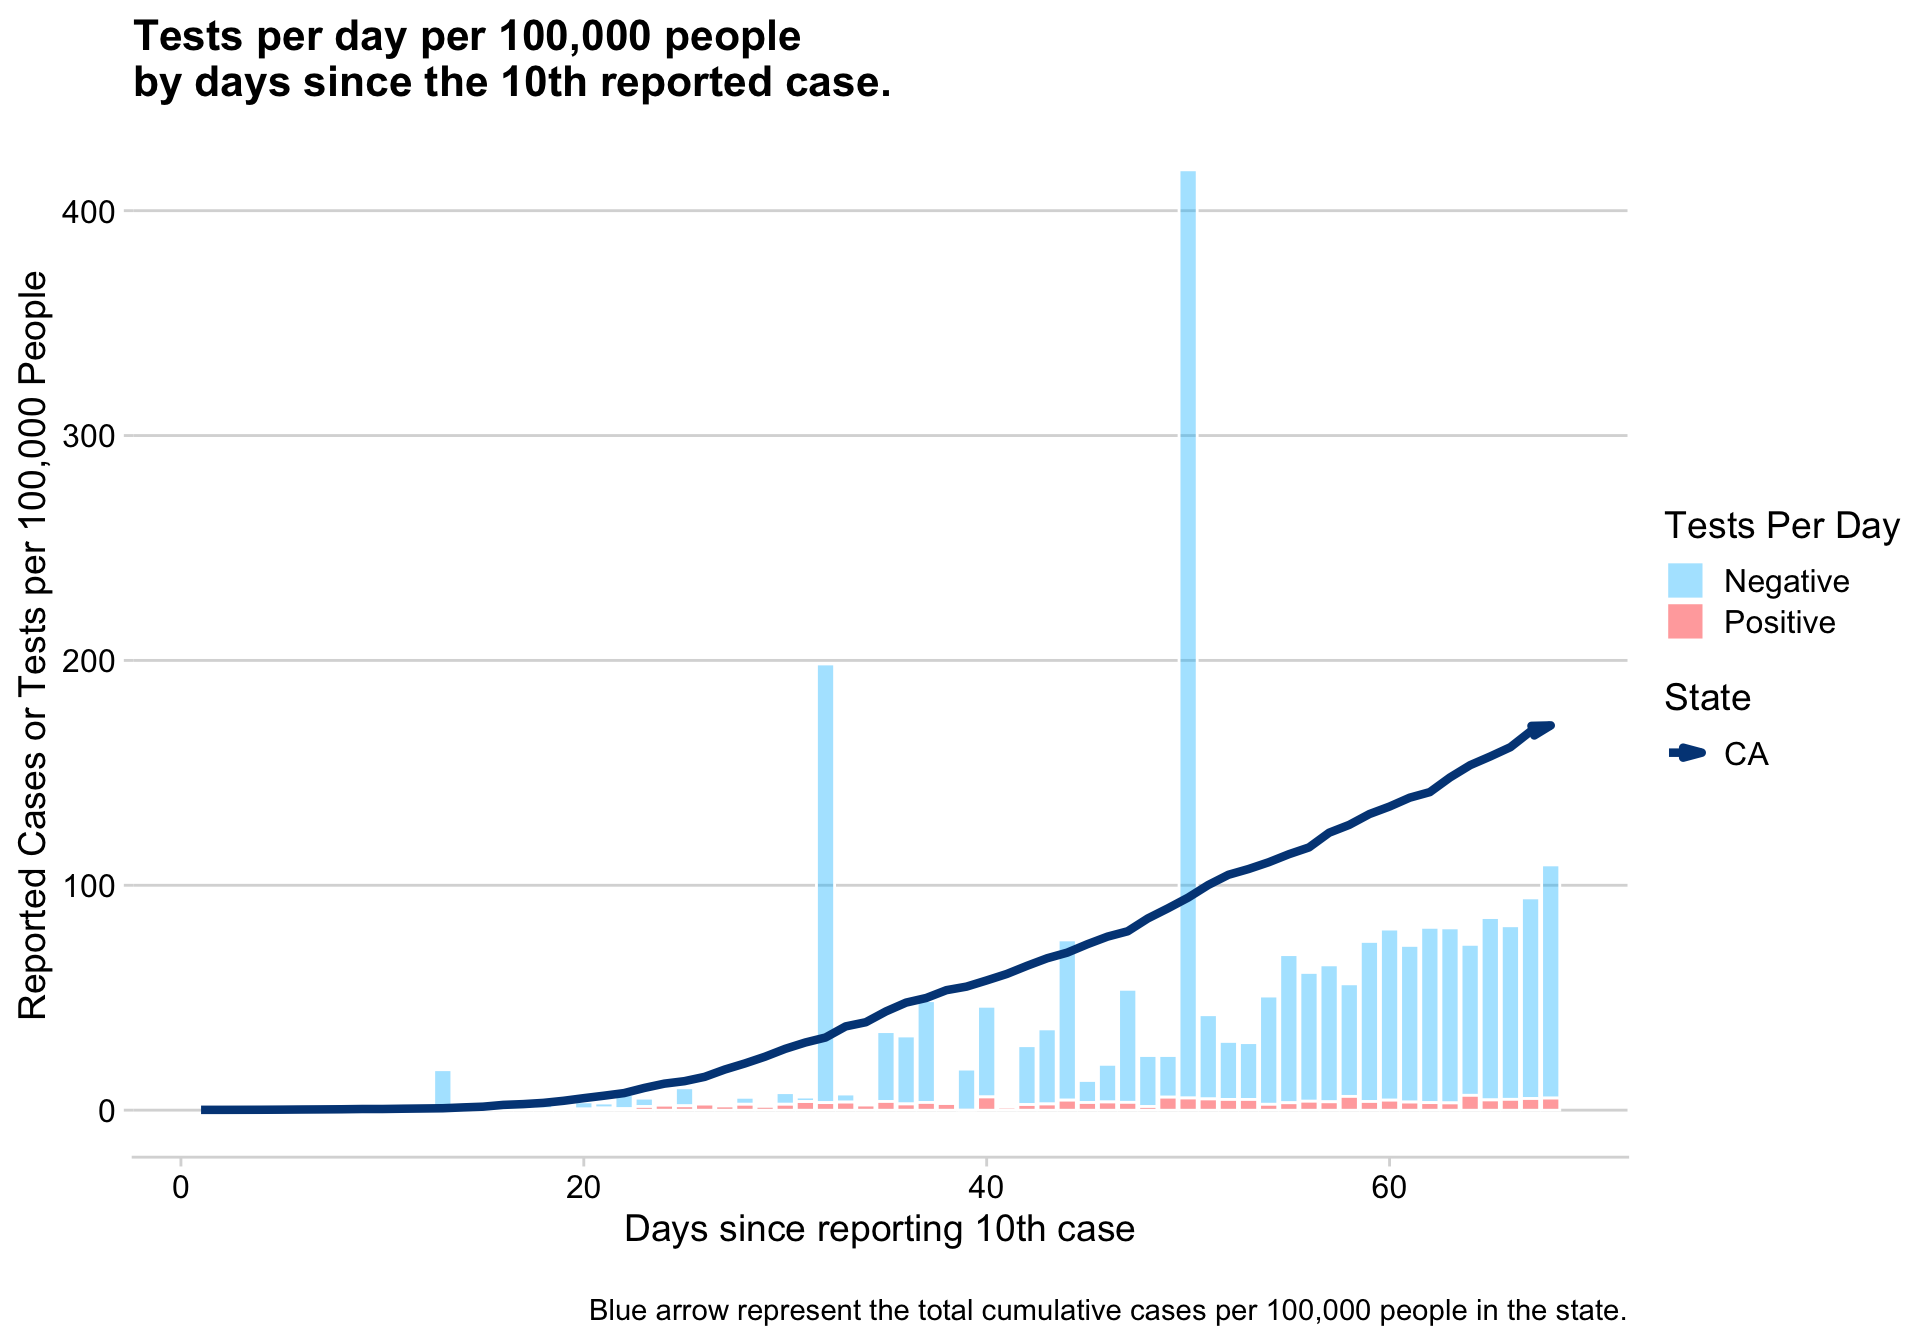 Tests per day per 100,000 people
by days since the 10th reported case.
Reported Cases or Tests per 100,000 People
400
300
200
100
0
0
20
40
60
Days since reporting 10th case
Tests Per Day
Negative
Positive
State
CA
Blue arrow represent the total cumulative cases per 100,000 people in the state.